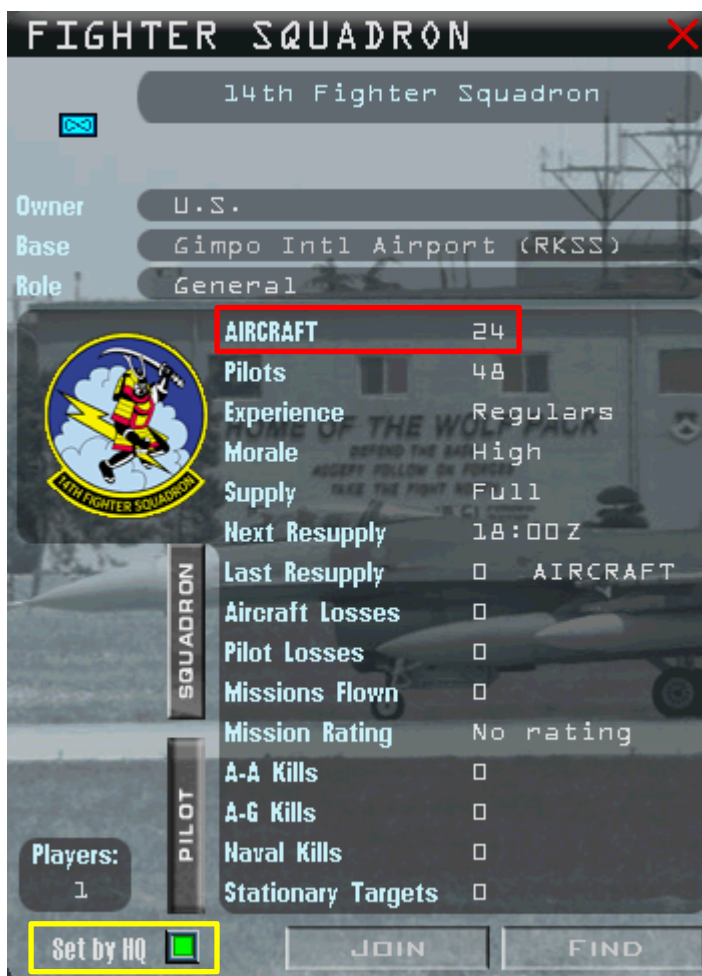 FIGHTER SQUADRON
14th Fighter Squadron
Owner U.S.
Base Gimpo Intl Airport (RKSS)
Role General
AIRCRAFT 24
Pilots 48
Experience Regulars
Morale High
Supply Full
Next Resupply 18:00Z
Last Resupply 0 AIRCRAFT
Aircraft Losses 0
Pilot Losses 0
Missions Flown 0
Mission Rating No rating
A-A Kills 0
A-G Kills 0
Naval Kills 0
Stationary Targets 0
14TH FIGHTER SQUADRON
SQUADRON
PILOT
Players:
1
Set by HQ
JOIN
FIND
OF THE WOLF PACK
DEFEND THE